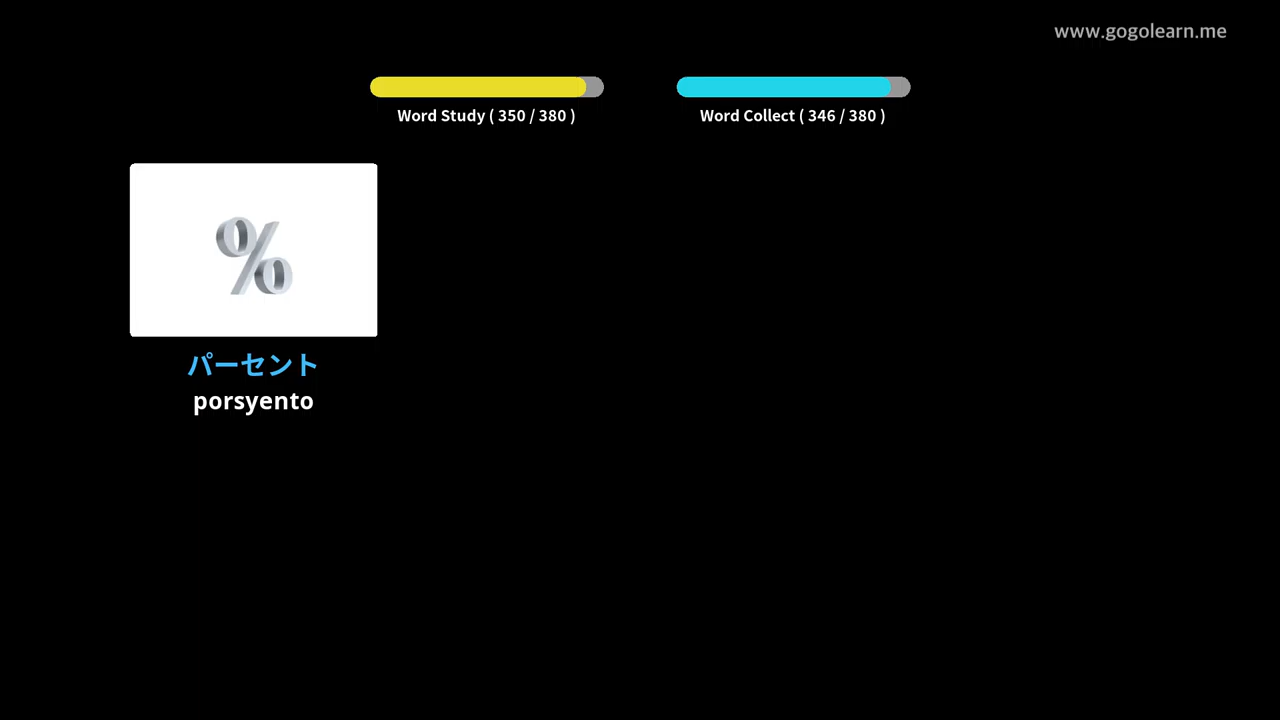 www.gogolearn.me
Word Study ( 350 / 380 )
Word Collect ( 346 / 380 )
%
パーセント
porsyento